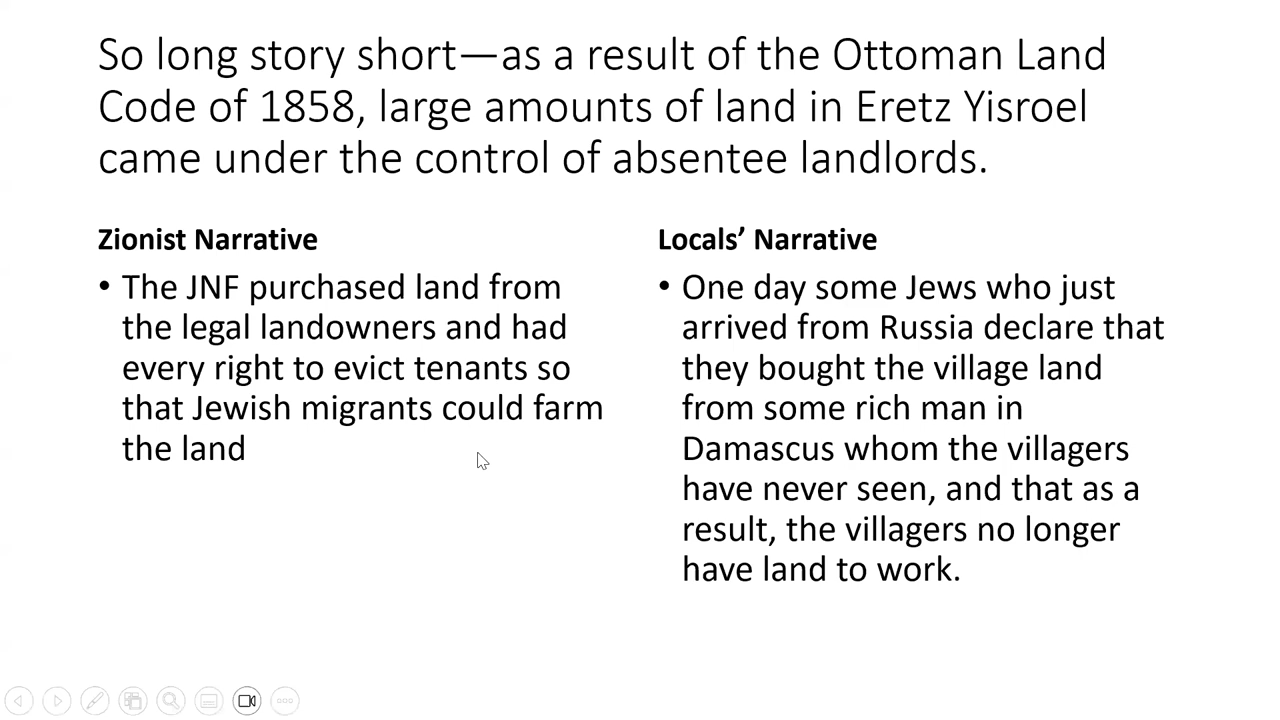 So long story short—as a result of the Ottoman Land
Code of 1858, large amounts of land in Eretz Yisroel
came under the control of absentee landlords.
Zionist Narrative
• The JNF purchased land from
the legal landowners and had
every right to evict tenants so
that Jewish migrants could farm
the land
Locals’ Narrative
• One day some Jews who just
arrived from Russia declare that
they bought the village land
from some rich man in
Damascus whom the villagers
have never seen, and that as a
result, the villagers no longer
have land to work.